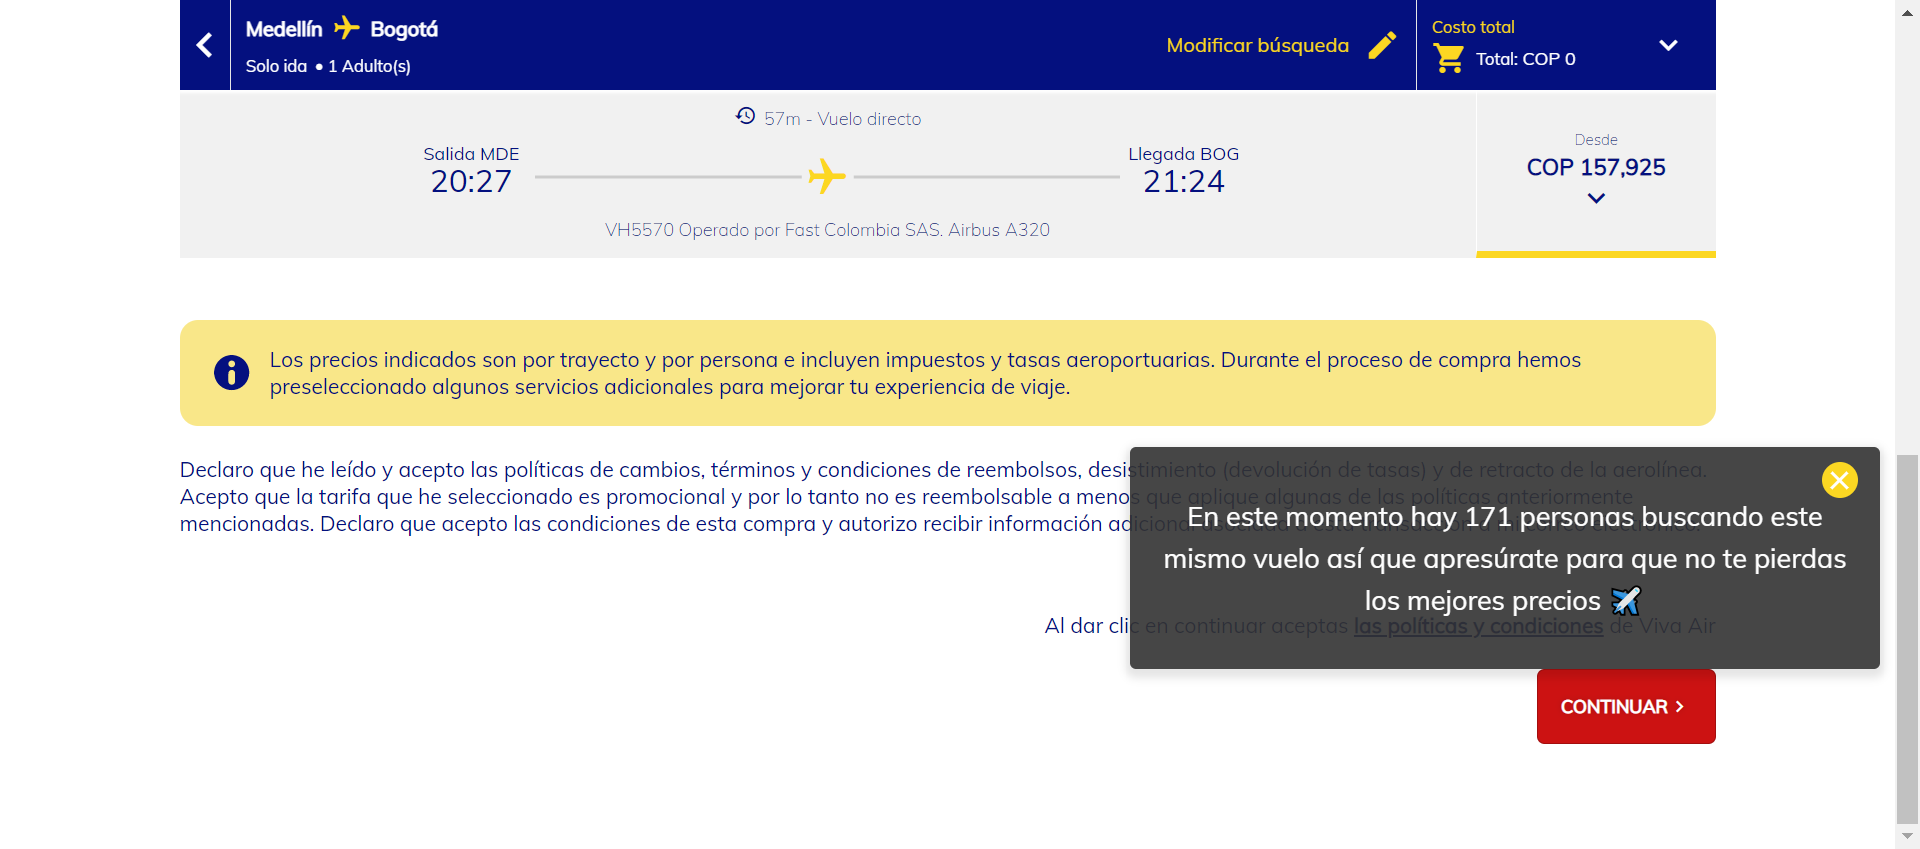 Medellín Bogotá
Solo ida • 1 Adulto(s)
Modificar búsqueda
Costo total
Total: COP 0
57m - Vuelo directo
Salida MDE
20:27
Llegada BOG
21:24
VH5570 Operado por Fast Colombia SAS. Airbus A320
Desde
COP 157,925
Los precios indicados son por trayecto y por persona e incluyen impuestos y tasas aeroportuarias. Durante el proceso de compra hemos
preseleccionado algunos servicios adicionales para mejorar tu experiencia de viaje.
Declaro que he leído y acepto las políticas de cambios, términos y condiciones de reembolsos, desistimiento (devolución de tasas) y de retracto de la aerolínea.
Acepto que la tarifa que he seleccionado es promocional y por lo tanto no es reembolsable a menos que aplique algunas de las políticas anteriormente
mencionadas. Declaro que acepto las condiciones de esta compra y autorizo recibir información adicional
En este momento hay 171 personas buscando este
mismo vuelo así que apresúrate para que no te pierdas
los mejores precios
Al dar clic en continuar aceptas las políticas y condiciones de Viva Air
CONTINUAR